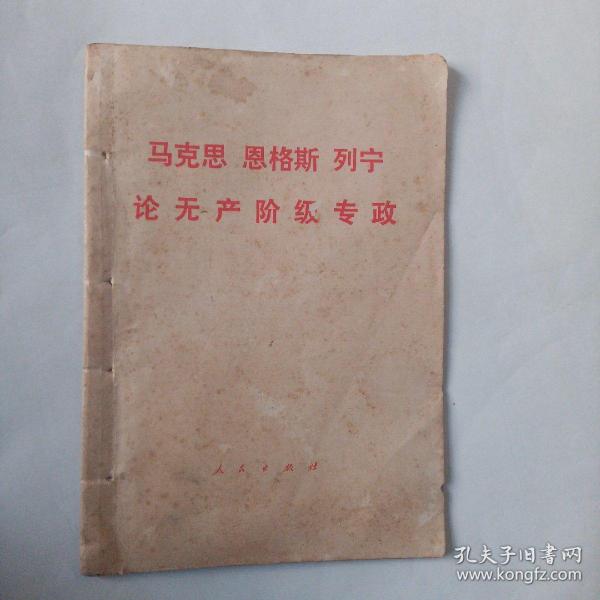 马克思 恩格斯 列宁
论无产阶级专政
人民出版社
孔夫子旧書网
www.kongfz.com